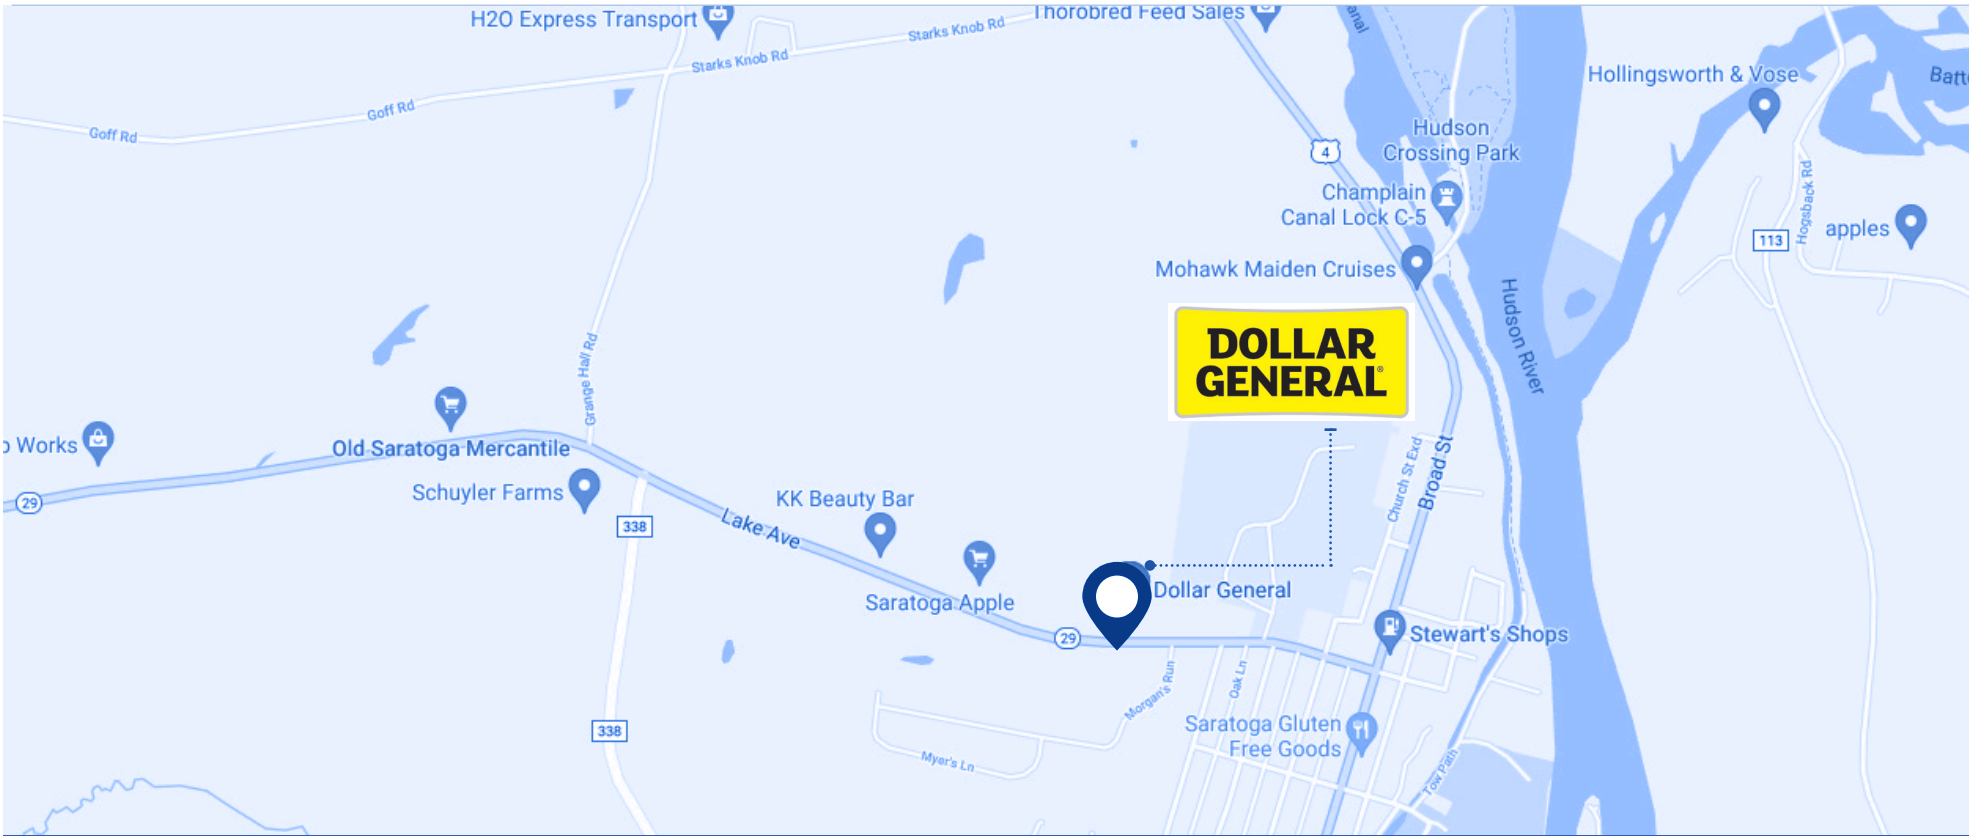 H2O Express Transport
Thorobred Feed Sales
Starks Knob Rd
Starks Knob Rd
Goff Rd
Goff Rd
Hollingsworth & Vose
Hudson
Crossing Park
4
Champlain
Canal Lock C-5
Hogsback Rd
113
apples
Mohawk Maiden Cruises
Hudson River
DOLLAR
GENERAL®
Grange Hall Rd
Works
Old Saratoga Mercantile
29
Schuyler Farms
338
KK Beauty Bar
Lake Ave
Church St Exd
Broad St
Saratoga Apple
Dollar General
29
Stewart's Shops
Morgan's Run
Oak Ln
338
Saratoga Gluten
Free Goods
Myer's Ln
Tow Path